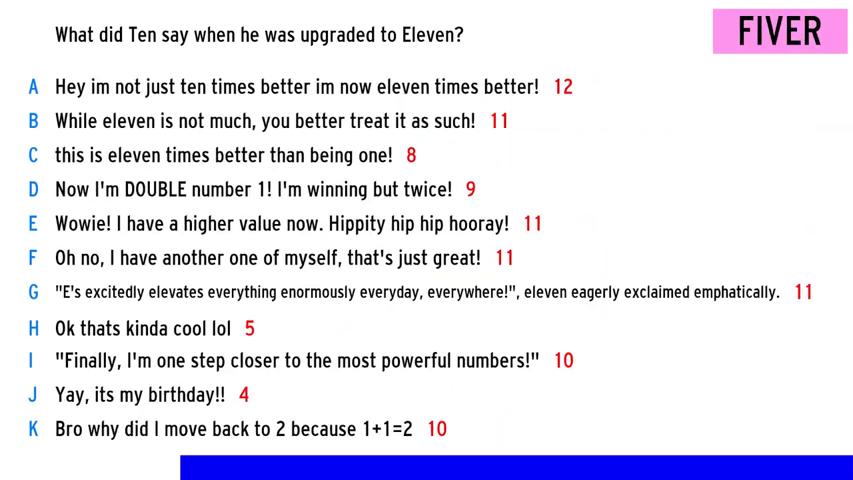 What did Ten say when he was upgraded to Eleven?
FIVER
A Hey im not just ten times better im now eleven times better! 12
B While eleven is not much, you better treat it as such! 11
C this is eleven times better than being one! 8
D Now I'm DOUBLE number 1! I'm winning but twice! 9
E Wowie! I have a higher value now. Hippity hip hip hooray! 11
F Oh no, I have another one of myself, that's just great! 11
G "E's excitedly elevates everything enormously everyday, everywhere!", eleven eagerly exclaimed emphatically. 11
H Ok thats kinda cool lol 5
I "Finally, I'm one step closer to the most powerful numbers!" 10
J Yay, its my birthday!! 4
K Bro why did I move back to 2 because 1+1=2 10